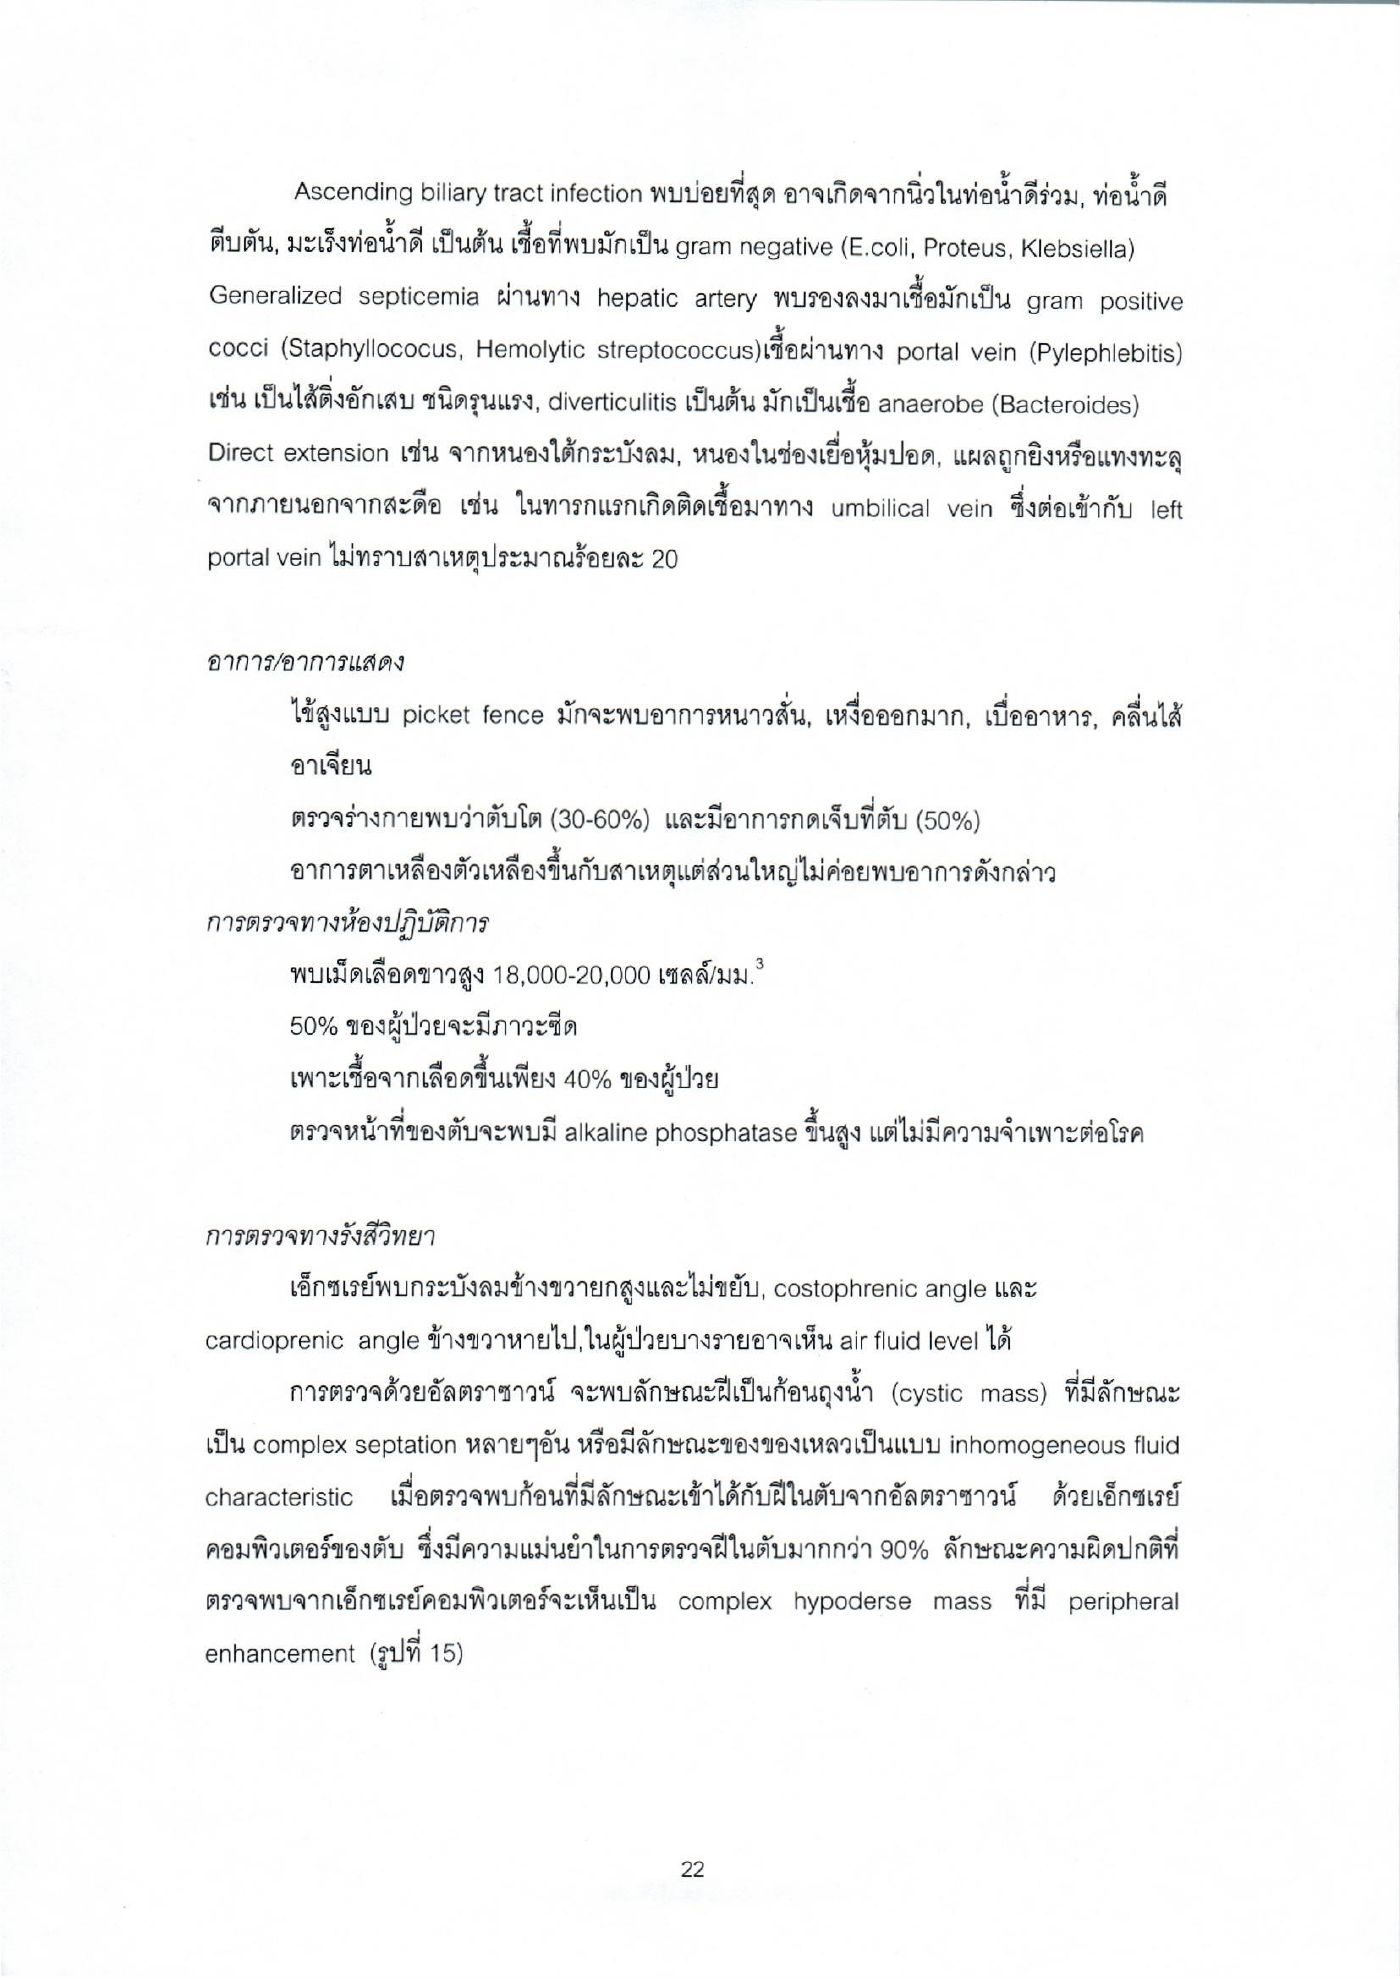 Ascending biliary tract infection พบบ่อยที่สุด อาจเกิดจากนิ่วในท่อน้ำดีร่วม, ท่อน้ำดี
ตีบตัน, มะเร็งท่อน้ำดี เป็นต้น เชื้อที่พบมักเป็น gram negative (E.coli, Proteus, Klebsiella)
Generalized septicemia ผ่านทาง hepatic artery พบรองลงมาเชื้อมักเป็น gram positive
cocci (Staphyllococus, Hemolytic streptococcus)เชื้อผ่านทาง portal vein (Pylephlebitis)
เช่น เป็นไส้ติ่งอักเสบ ชนิดรุนแรง, diverticulitis เป็นต้น มักเป็นเชื้อ anaerobe (Bacteroides)
Direct extension เช่น จากหนองใต้กระบังลม, หนองในช่องเยื่อหุ้มปอด, แผลถูกยิงหรือแทงทะลุ
จากภายนอกจากสะดือ เช่น ในทารกแรกเกิดติดเชื้อมาทาง umbilical vein ซึ่งต่อเข้ากับ left
portal vein ไม่ทราบสาเหตุประมาณร้อยละ 20
อาการ/อาการแสดง
ไข้สูงแบบ picket fence มักจะพบอาการหนาวสั่น, เหงื่อออกมาก, เบื่ออาหาร, คลื่นไส้
อาเจียน
ตรวจร่างกายพบว่าตับโต (30-60%) และมีอาการกดเจ็บที่ตับ (50%)
อาการตาเหลืองตัวเหลืองขึ้นกับสาเหตุแต่ส่วนใหญ่ไม่ค่อยพบอาการดังกล่าว
การตรวจทางห้องปฏิบัติการ
พบเม็ดเลือดขาวสูง 18,000-20,000 เซลล์/มม.³
50% ของผู้ป่วยจะมีภาวะซีด
เพาะเชื้อจากเลือดขึ้นเพียง 40% ของผู้ป่วย
ตรวจหน้าที่ของตับจะพบมี alkaline phosphatase ขึ้นสูง แต่ไม่มีความจำเพาะต่อโรค
การตรวจทางรังสีวิทยา
เอ็กซเรย์พบกระบังลมข้างขวายกสูงและไม่ขยับ, costophrenic angle และ
cardioprenic angle ข้างขวาหายไป,ในผู้ป่วยบางรายอาจเห็น air fluid level ได้
การตรวจด้วยอัลตราซาวน์ จะพบลักษณะฝีเป็นก้อนถุงน้ำ (cystic mass) ที่มีลักษณะ
เป็น complex septation หลายๆอัน หรือมีลักษณะของของเหลวเป็นแบบ inhomogeneous fluid
characteristic เมื่อตรวจพบก้อนที่มีลักษณะเข้าได้กับฝีในตับจากอัลตราซาวน์ ด้วยเอ็กซเรย์
คอมพิวเตอร์ของตับ ซึ่งมีความแม่นยำในการตรวจฝีในตับมากกว่า 90% ลักษณะความผิดปกติที่
ตรวจพบจากเอ็กซเรย์คอมพิวเตอร์จะเห็นเป็น complex hypoderse mass ที่มี peripheral
enhancement (รูปที่ 15)
22